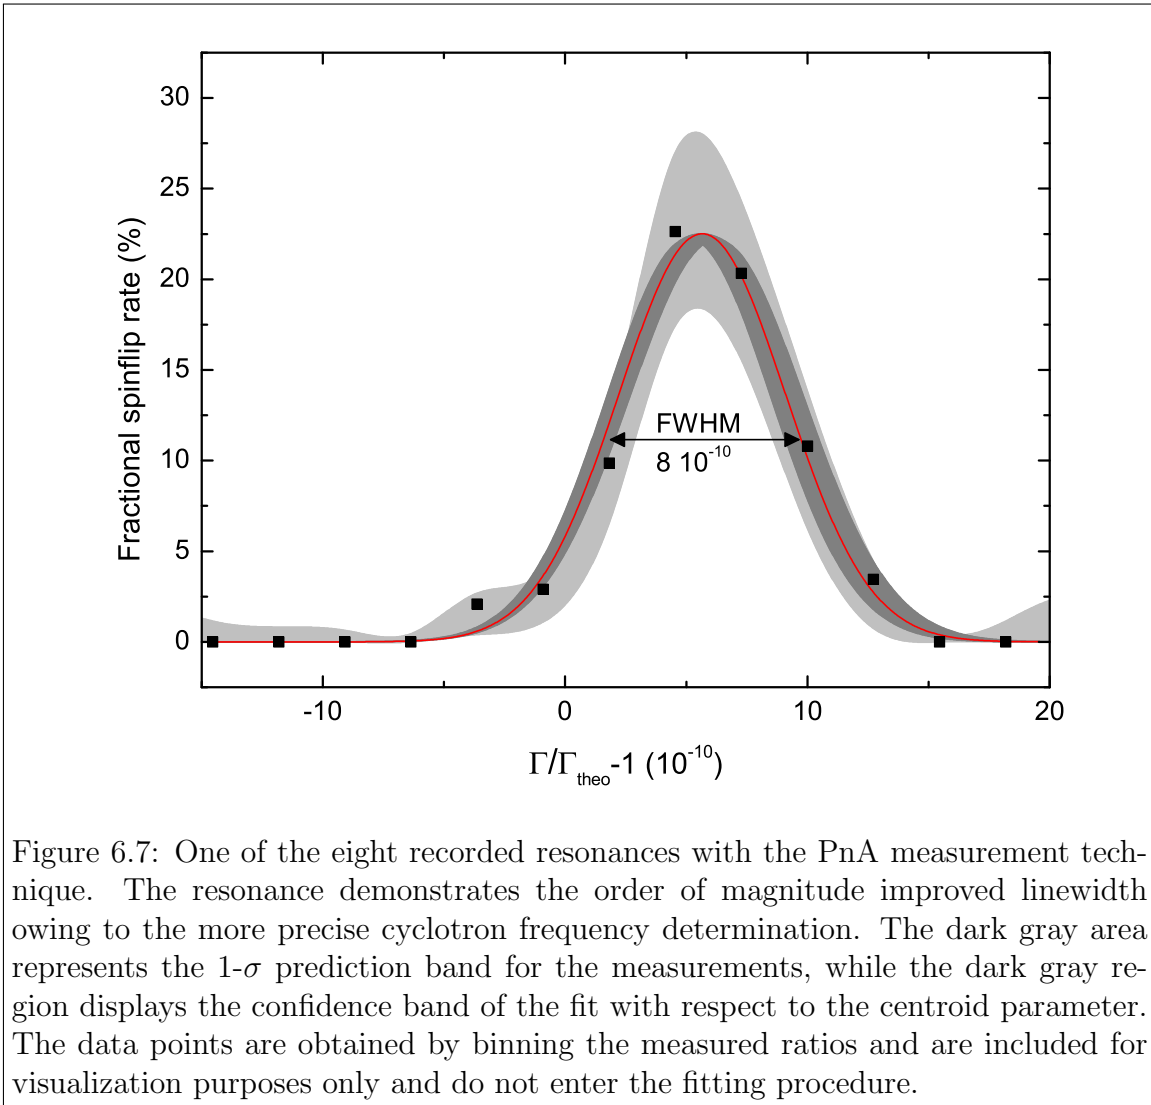 30
25
20
15
10
5
0
Fractional spinflip rate (%)
FWHM
8 10⁻¹⁰
-10 0 10 20
Γ/Γ_theo-1 (10⁻¹⁰)
Figure 6.7: One of the eight recorded resonances with the PnA measurement tech-
nique. The resonance demonstrates the order of magnitude improved linewidth
owing to the more precise cyclotron frequency determination. The dark gray area
represents the 1-σ prediction band for the measurements, while the dark gray re-
gion displays the confidence band of the fit with respect to the centroid parameter.
The data points are obtained by binning the measured ratios and are included for
visualization purposes only and do not enter the fitting procedure.